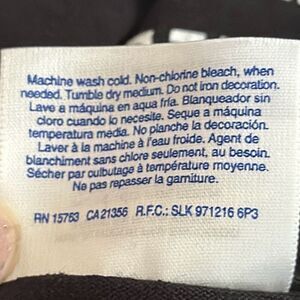 Machine wash cold. Non-chlorine bleach, when
needed. Tumble dry medium. Do not iron decoration.
Lave a máquina en aqua fría. Blanqueador sin
cloro cuando lo necesite. Seque a máquina
temperatura media. No planche la decoración.
Laver à la machine à l'eau froide. Agent de
blanchiment sans chlore seulement, au besoin.
Sécher par culbutage à température moyenne.
Ne pas repasser la garniture.
RN 15763 CA 21356 R.F.C.: SLK 971216 6P3